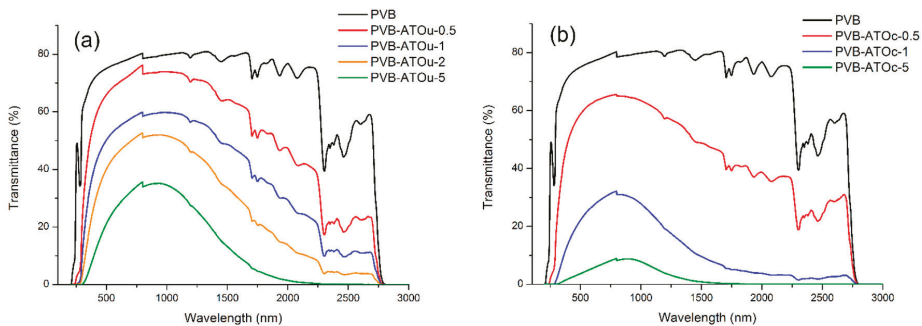 (a)
PVB
PVB-ATOu-0.5
PVB-ATOu-1
PVB-ATOu-2
PVB-ATOu-5
Transmittance (%)
80
60
40
20
0
500 1000 1500 2000 2500 3000
Wavelength (nm)
(b)
PVB
PVB-ATOc-0.5
PVB-ATOc-1
PVB-ATOc-5
Transmittance (%)
80
60
40
20
0
500 1000 1500 2000 2500 3000
Wavelength (nm)